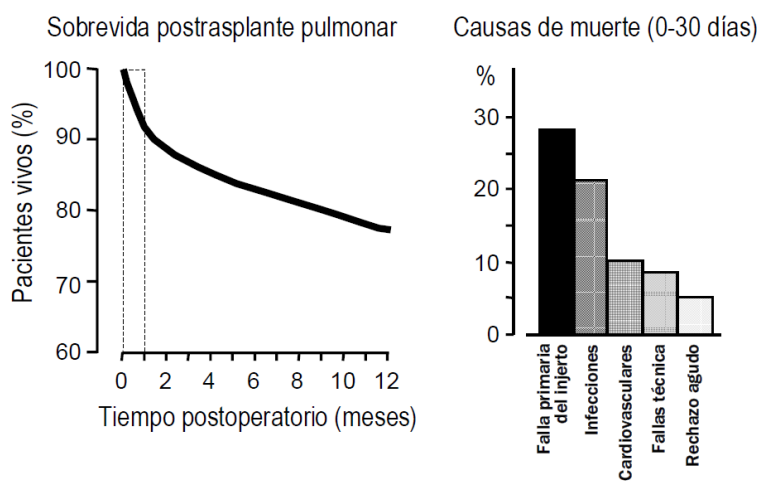 Sobrevida postrasplante pulmonar
Pacientes vivos (%)
100
90
80
70
60
0 2 4 6 8 10 12
Tiempo postoperatorio (meses)
Causas de muerte (0-30 días)
%
30
20
10
0
Falla primaria
del injerto
Infecciones
Cardiovasculares
Fallas técnica
Rechazo agudo